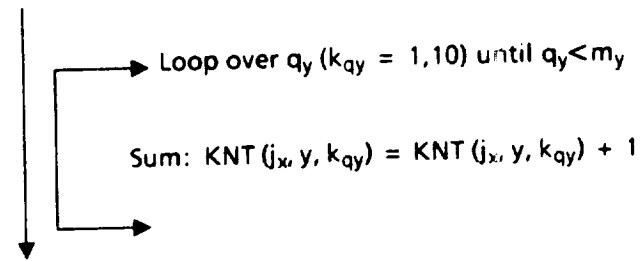 Loop over qy (kqy = 1,10) until qy<my
Sum: KNT (jx, y, kqy) = KNT (jx, y, kqy) + 1